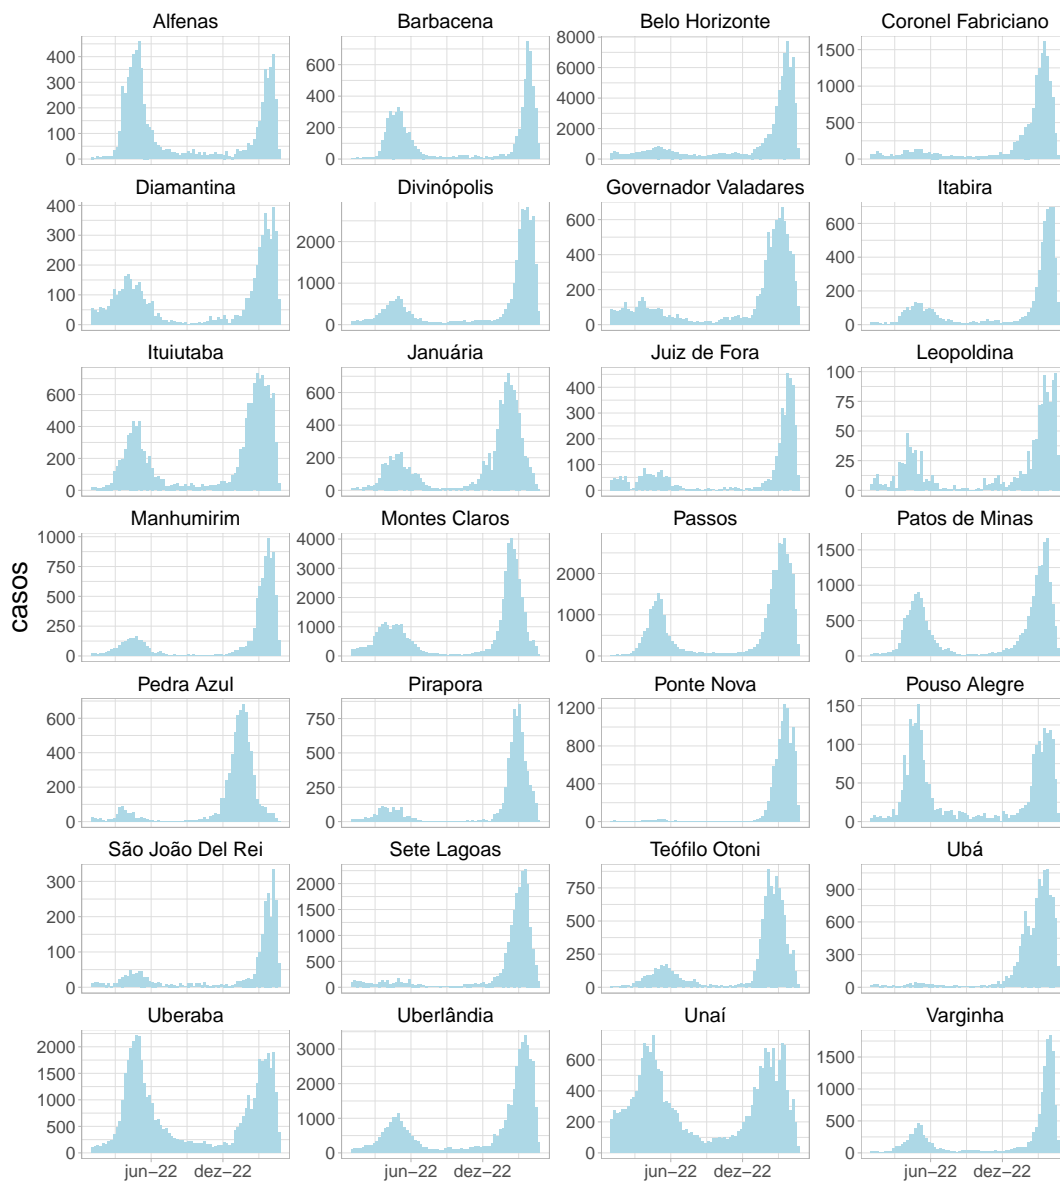 Alfenas Barbacena Belo Horizonte Coronel Fabriciano
400 300 200 100 0
750 600 400 200 0
8000 6000 4000 2000 0
1500 1000 500 0
Diamantina Divinópolis Governador Valadares Itabira
400 300 200 100 0
2000 1000 0
600 400 200 0
600 400 200 0
Ituiutaba Januária Juiz de Fora Leopoldina
600 400 200 0
600 400 200 0
400 300 200 100 0
100 75 50 25 0
Manhumirim Montes Claros Passos Patos de Minas
1000 750 500 250 0
4000 3000 2000 1000 0
2000 1000 0
1500 1000 500 0
casos
Pedra Azul Pirapora Ponte Nova Pouso Alegre
600 400 200 0
750 500 250 0
1200 800 400 0
150 100 50 0
São João Del Rei Sete Lagoas Teófilo Otoni Ubá
300 200 100 0
2000 1500 1000 500 0
750 500 250 0
900 600 300 0
Uberaba Uberlândia Unaí Varginha
2000 1500 1000 500 0
3000 2000 1000 0
600 400 200 0
1500 1000 500 0
jun−22 dez−22 jun−22 dez−22 jun−22 dez−22 jun−22 dez−22